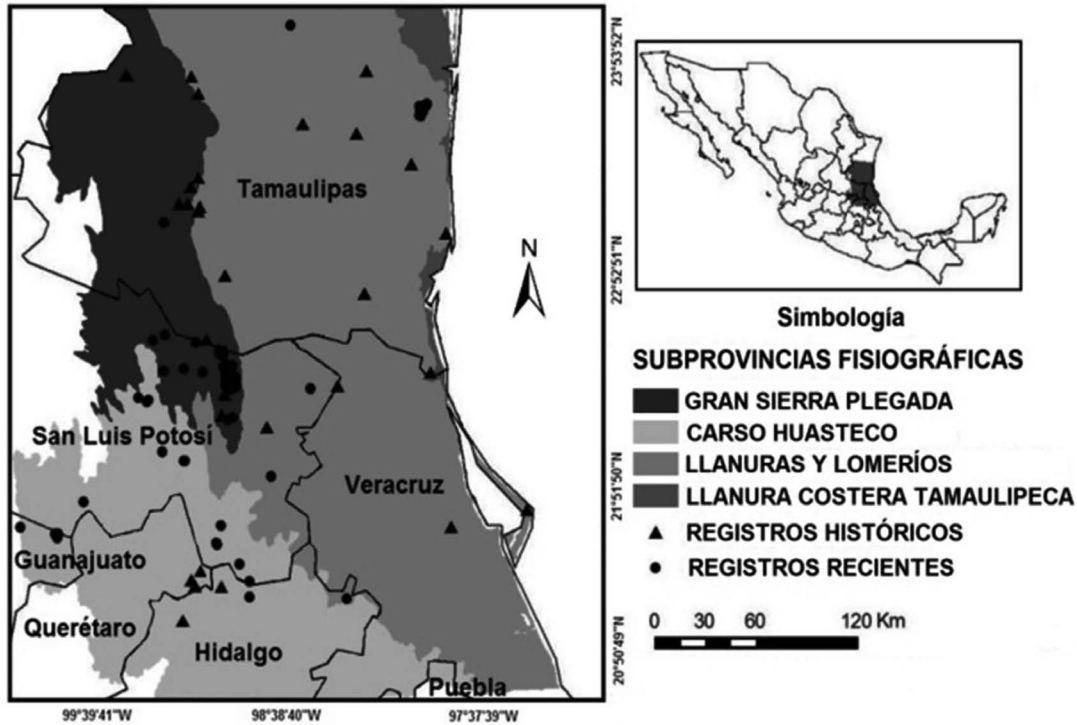 Tamaulipas
San Luis Potosí
Veracruz
Guanajuato
Querétaro
Hidalgo
Puebla
99°39'41"W
98°38'40"W
97°37'39"W
23°53'52"N
22°52'51"N
21°51'50"N
20°50'49"N
N
Simbología
SUBPROVINCIAS FISIOGRÁFICAS
GRAN SIERRA PLEGADA
CARSO HUASTECO
LLANURAS Y LOMERÍOS
LLANURA COSTERA TAMAULIPECA
REGISTROS HISTÓRICOS
REGISTROS RECIENTES
0 30 60 120 Km